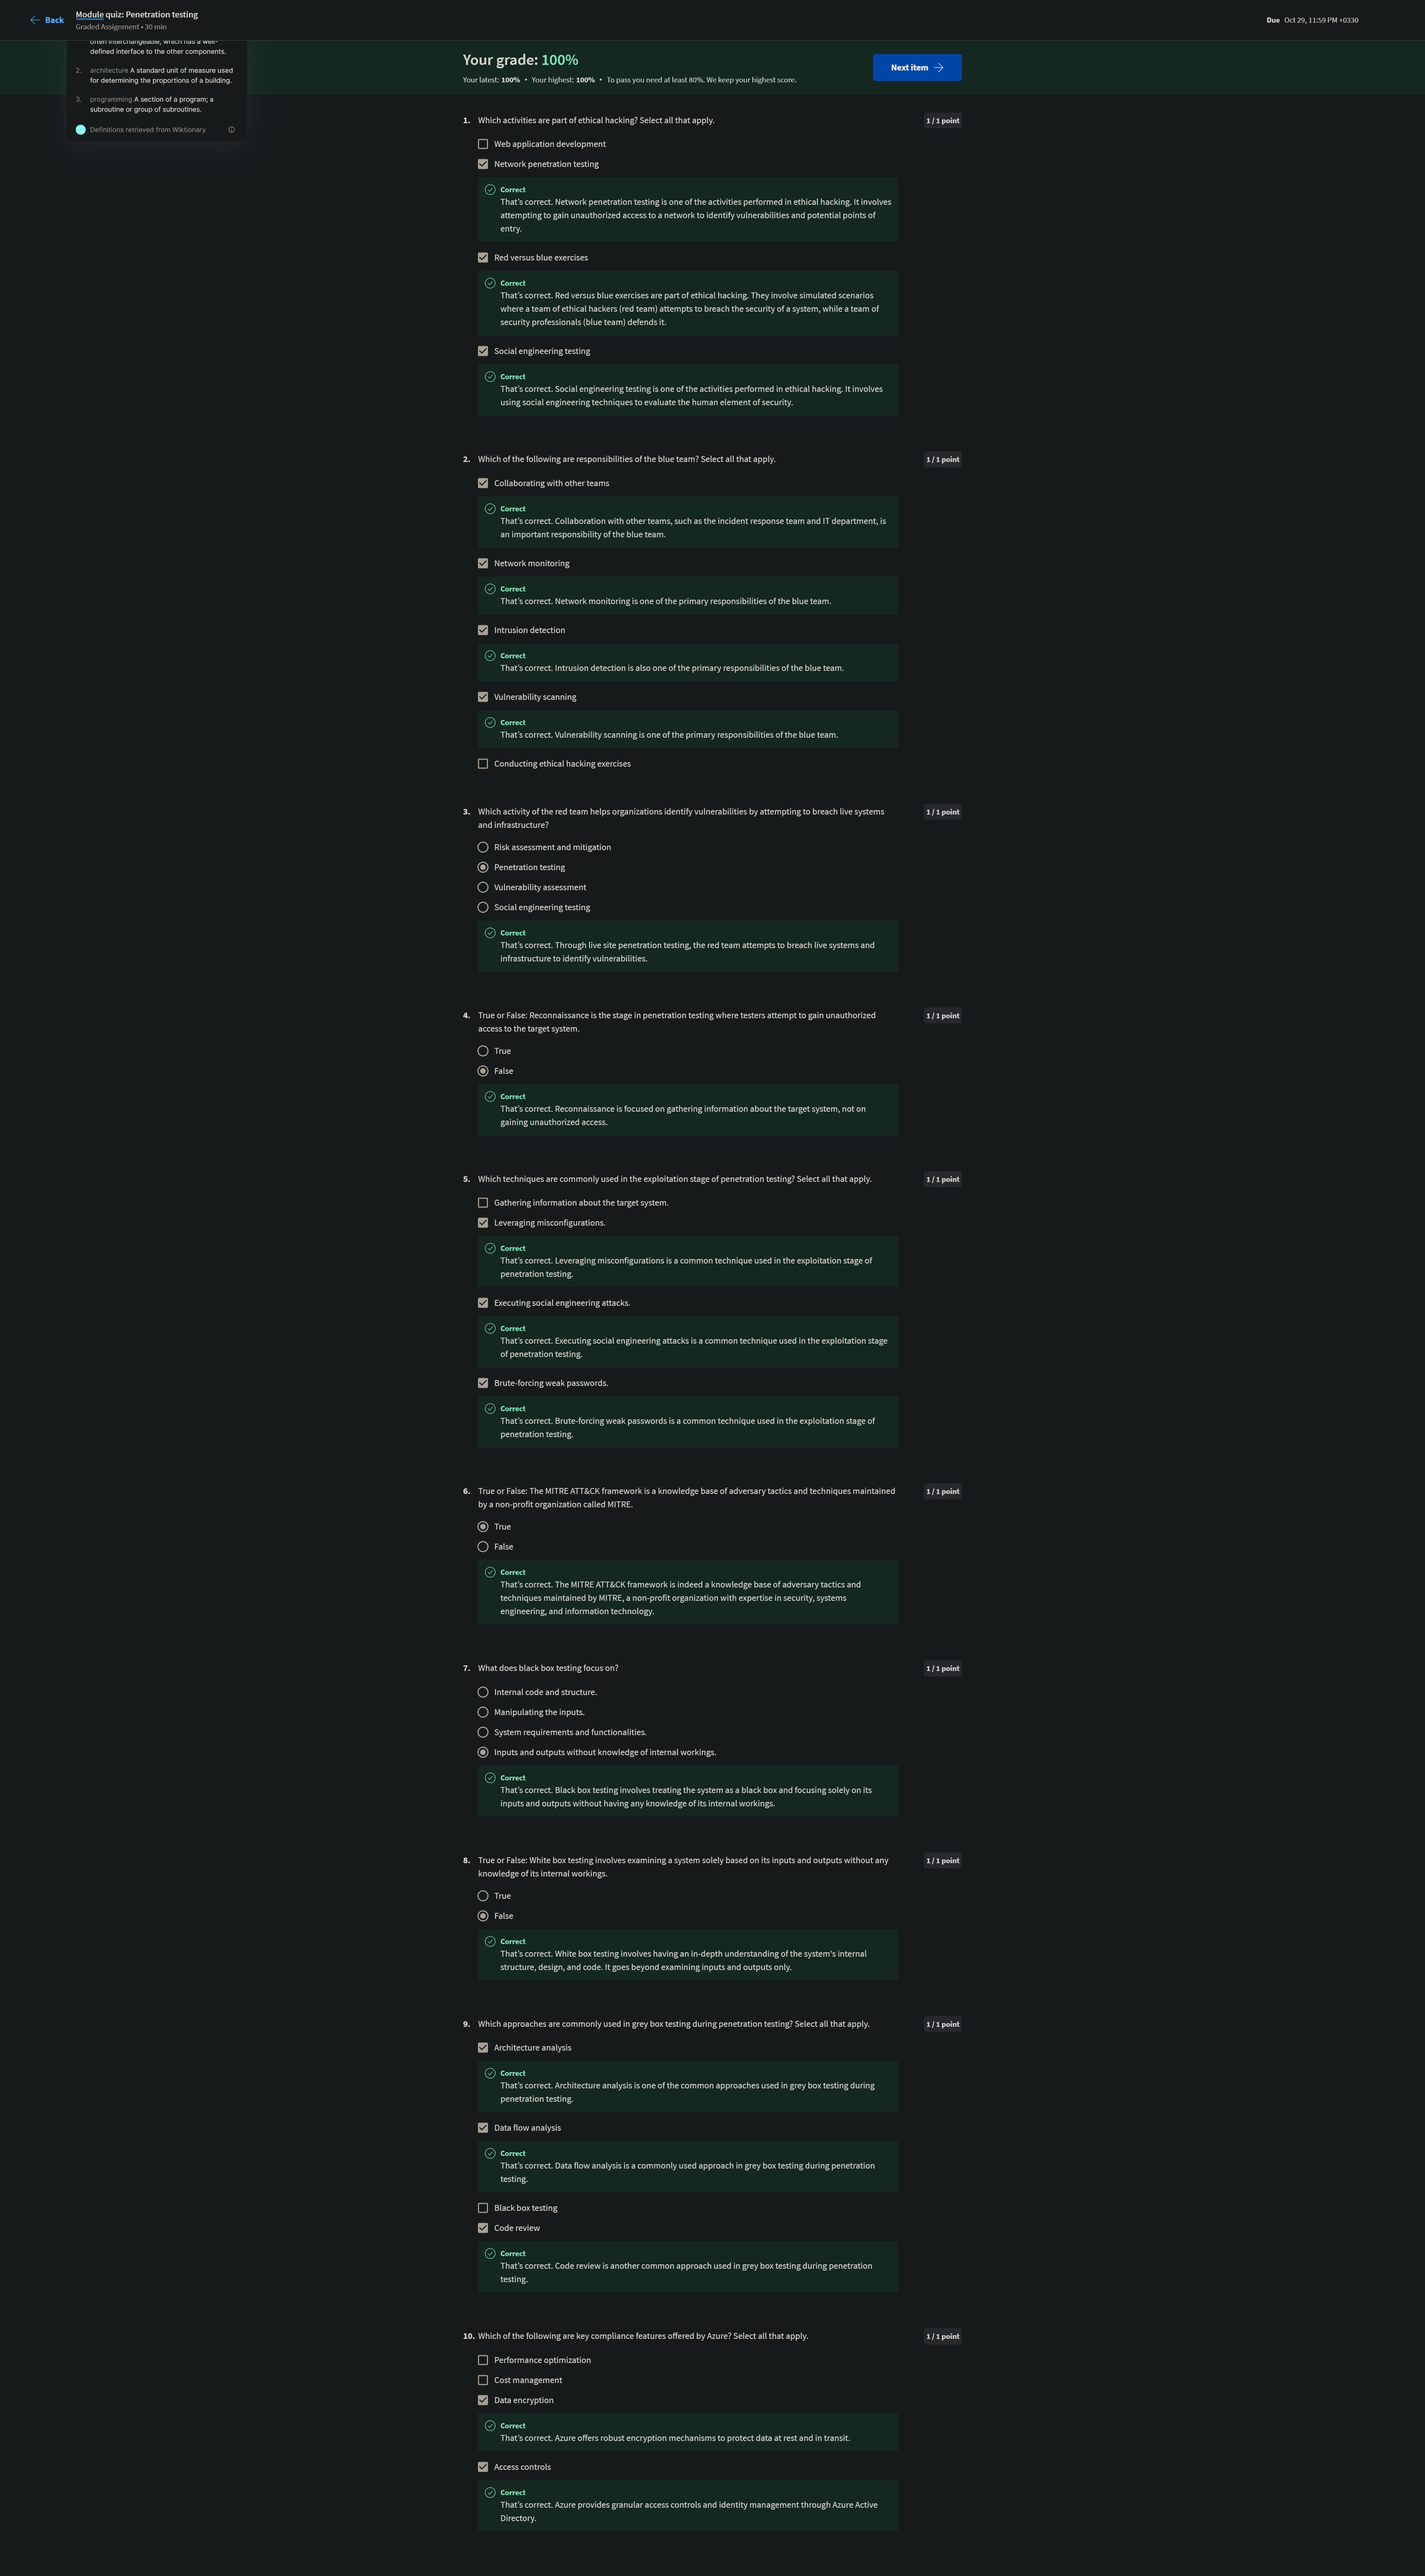 Back
Module quiz: Penetration testing
Graded Assignment • 30 min
Due Oct 29, 11:59 PM +0330
often interchangeable, which has a well-
defined interface to the other components.
2. architecture A standard unit of measure used
for determining the proportions of a building.
3. programming A section of a program; a
subroutine or group of subroutines.
Definitions retrieved from Wiktionary
Your grade: 100%
Your latest: 100% • Your highest: 100% • To pass you need at least 80%. We keep your highest score.
Next item
1. Which activities are part of ethical hacking? Select all that apply.
1 / 1 point
Web application development
Network penetration testing
Correct
That's correct. Network penetration testing is one of the activities performed in ethical hacking. It involves
attempting to gain unauthorized access to a network to identify vulnerabilities and potential points of
entry.
Red versus blue exercises
Correct
That's correct. Red versus blue exercises are part of ethical hacking. They involve simulated scenarios
where a team of ethical hackers (red team) attempts to breach the security of a system, while a team of
security professionals (blue team) defends it.
Social engineering testing
Correct
That's correct. Social engineering testing is one of the activities performed in ethical hacking. It involves
using social engineering techniques to evaluate the human element of security.
2. Which of the following are responsibilities of the blue team? Select all that apply.
1 / 1 point
Collaborating with other teams
Correct
That's correct. Collaboration with other teams, such as the incident response team and IT department, is
an important responsibility of the blue team.
Network monitoring
Correct
That's correct. Network monitoring is one of the primary responsibilities of the blue team.
Intrusion detection
Correct
That's correct. Intrusion detection is also one of the primary responsibilities of the blue team.
Vulnerability scanning
Correct
That's correct. Vulnerability scanning is one of the primary responsibilities of the blue team.
Conducting ethical hacking exercises
3. Which activity of the red team helps organizations identify vulnerabilities by attempting to breach live systems
and infrastructure?
1 / 1 point
Risk assessment and mitigation
Penetration testing
Vulnerability assessment
Social engineering testing
Correct
That's correct. Through live site penetration testing, the red team attempts to breach live systems and
infrastructure to identify vulnerabilities.
4. True or False: Reconnaissance is the stage in penetration testing where testers attempt to gain unauthorized
access to the target system.
1 / 1 point
True
False
Correct
That's correct. Reconnaissance is focused on gathering information about the target system, not on
gaining unauthorized access.
5. Which techniques are commonly used in the exploitation stage of penetration testing? Select all that apply.
1 / 1 point
Gathering information about the target system.
Leveraging misconfigurations.
Correct
That's correct. Leveraging misconfigurations is a common technique used in the exploitation stage of
penetration testing.
Executing social engineering attacks.
Correct
That's correct. Executing social engineering attacks is a common technique used in the exploitation stage
of penetration testing.
Brute-forcing weak passwords.
Correct
That's correct. Brute-forcing weak passwords is a common technique used in the exploitation stage of
penetration testing.
6. True or False: The MITRE ATT&CK framework is a knowledge base of adversary tactics and techniques maintained
by a non-profit organization called MITRE.
1 / 1 point
True
False
Correct
That's correct. The MITRE ATT&CK framework is indeed a knowledge base of adversary tactics and
techniques maintained by MITRE, a non-profit organization with expertise in security, systems
engineering, and information technology.
7. What does black box testing focus on?
1 / 1 point
Internal code and structure.
Manipulating the inputs.
System requirements and functionalities.
Inputs and outputs without knowledge of internal workings.
Correct
That's correct. Black box testing involves treating the system as a black box and focusing solely on its
inputs and outputs without having any knowledge of its internal workings.
8. True or False: White box testing involves examining a system solely based on its inputs and outputs without any
knowledge of its internal workings.
1 / 1 point
True
False
Correct
That's correct. White box testing involves having an in-depth understanding of the system's internal
structure, design, and code. It goes beyond examining inputs and outputs only.
9. Which approaches are commonly used in grey box testing during penetration testing? Select all that apply.
1 / 1 point
Architecture analysis
Correct
That's correct. Architecture analysis is one of the common approaches used in grey box testing during
penetration testing.
Data flow analysis
Correct
That's correct. Data flow analysis is a commonly used approach in grey box testing during penetration
testing.
Black box testing
Code review
Correct
That's correct. Code review is another common approach used in grey box testing during penetration
testing.
10. Which of the following are key compliance features offered by Azure? Select all that apply.
1 / 1 point
Performance optimization
Cost management
Data encryption
Correct
That's correct. Azure offers robust encryption mechanisms to protect data at rest and in transit.
Access controls
Correct
That's correct. Azure provides granular access controls and identity management through Azure Active
Directory.